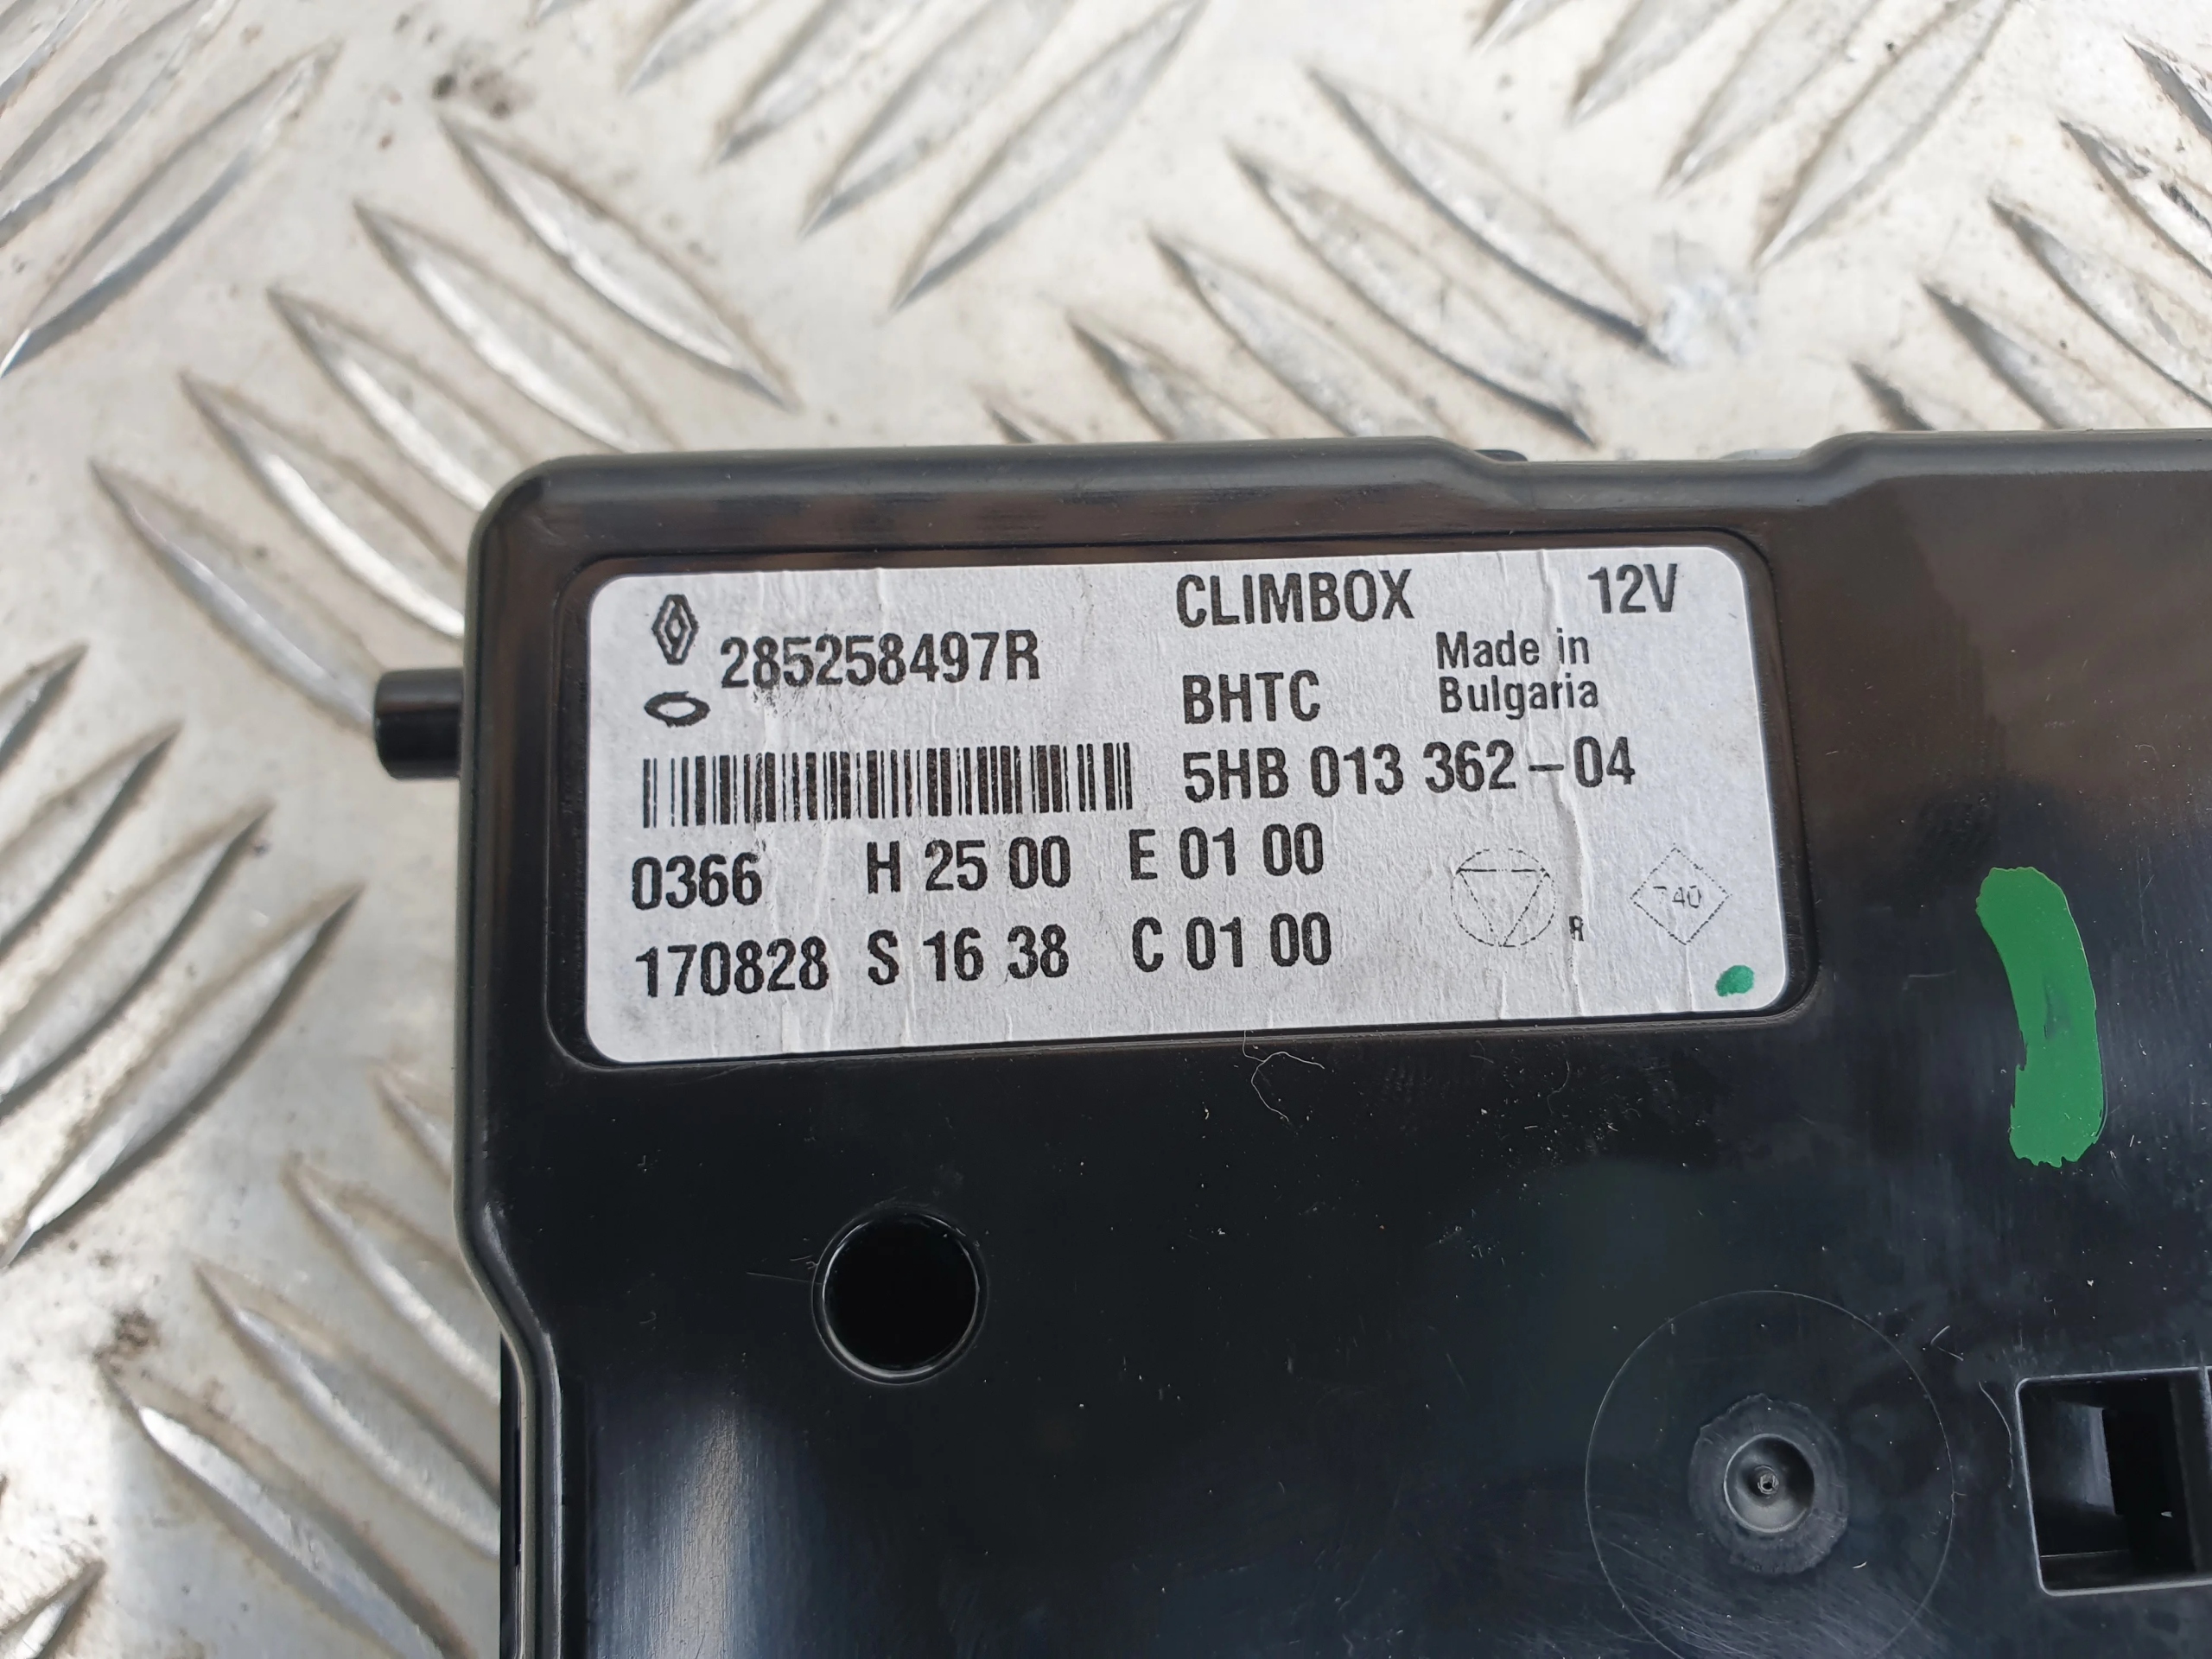 CLIMBOX 12V
285258497R
BHTC Made in
Bulgaria
5HB 013 362-04
0366 H 25 00 E 01 00
170828 S 16 38 C 01 00
R
740